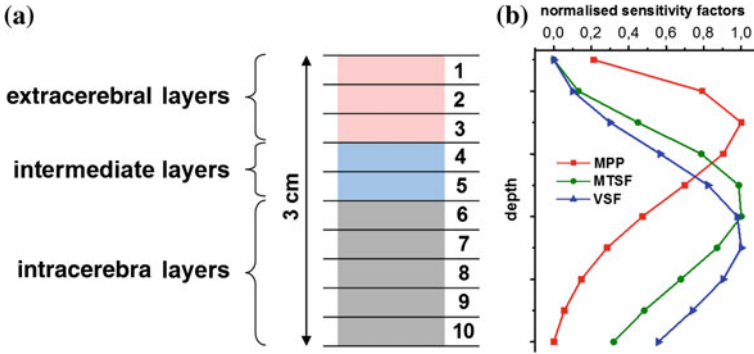 (a)
extracerebral layers
intermediate layers
intracerebra layers
3 cm
1
2
3
4
5
6
7
8
9
10
(b)
normalised sensitivity factors
0,0 0,2 0,4 0,6 0,8 1,0
depth
MPP
MTSF
VSF